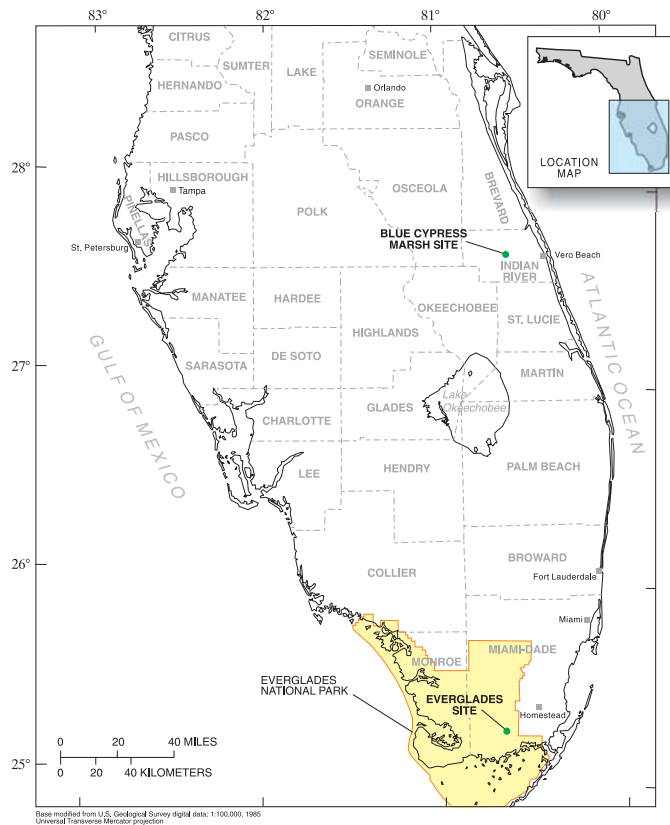 83°
82°
81°
80°
CITRUS
SUMTER
LAKE
SEMINOLE
HERNANDO
Orlando
ORANGE
PASCO
LOCATION
MAP
28°
HILLSBOROUGH
Tampa
PINELLAS
POLK
OSCEOLA
BREVARD
St. Petersburg
BLUE CYPRESS
MARSH SITE
Vero Beach
INDIAN
RIVER
MANATEE
HARDEE
OKEECHOBEE
ST. LUCIE
HIGHLANDS
ATLANTIC OCEAN
GULF OF MEXICO
27°
SARASOTA
DE SOTO
MARTIN
Lake
Okeechobee
CHARLOTTE
GLADES
LEE
HENDRY
PALM BEACH
26°
COLLIER
BROWARD
Fort Lauderdale
Miami
MONROE
MIAMI-DADE
EVERGLADES
NATIONAL PARK
EVERGLADES
SITE
Homestead
0 20 40 MILES
0 20 40 KILOMETERS
25°
Base modified from U.S. Geological Survey digital data; 1:100,000, 1985
Universal Transverse Mercator projection